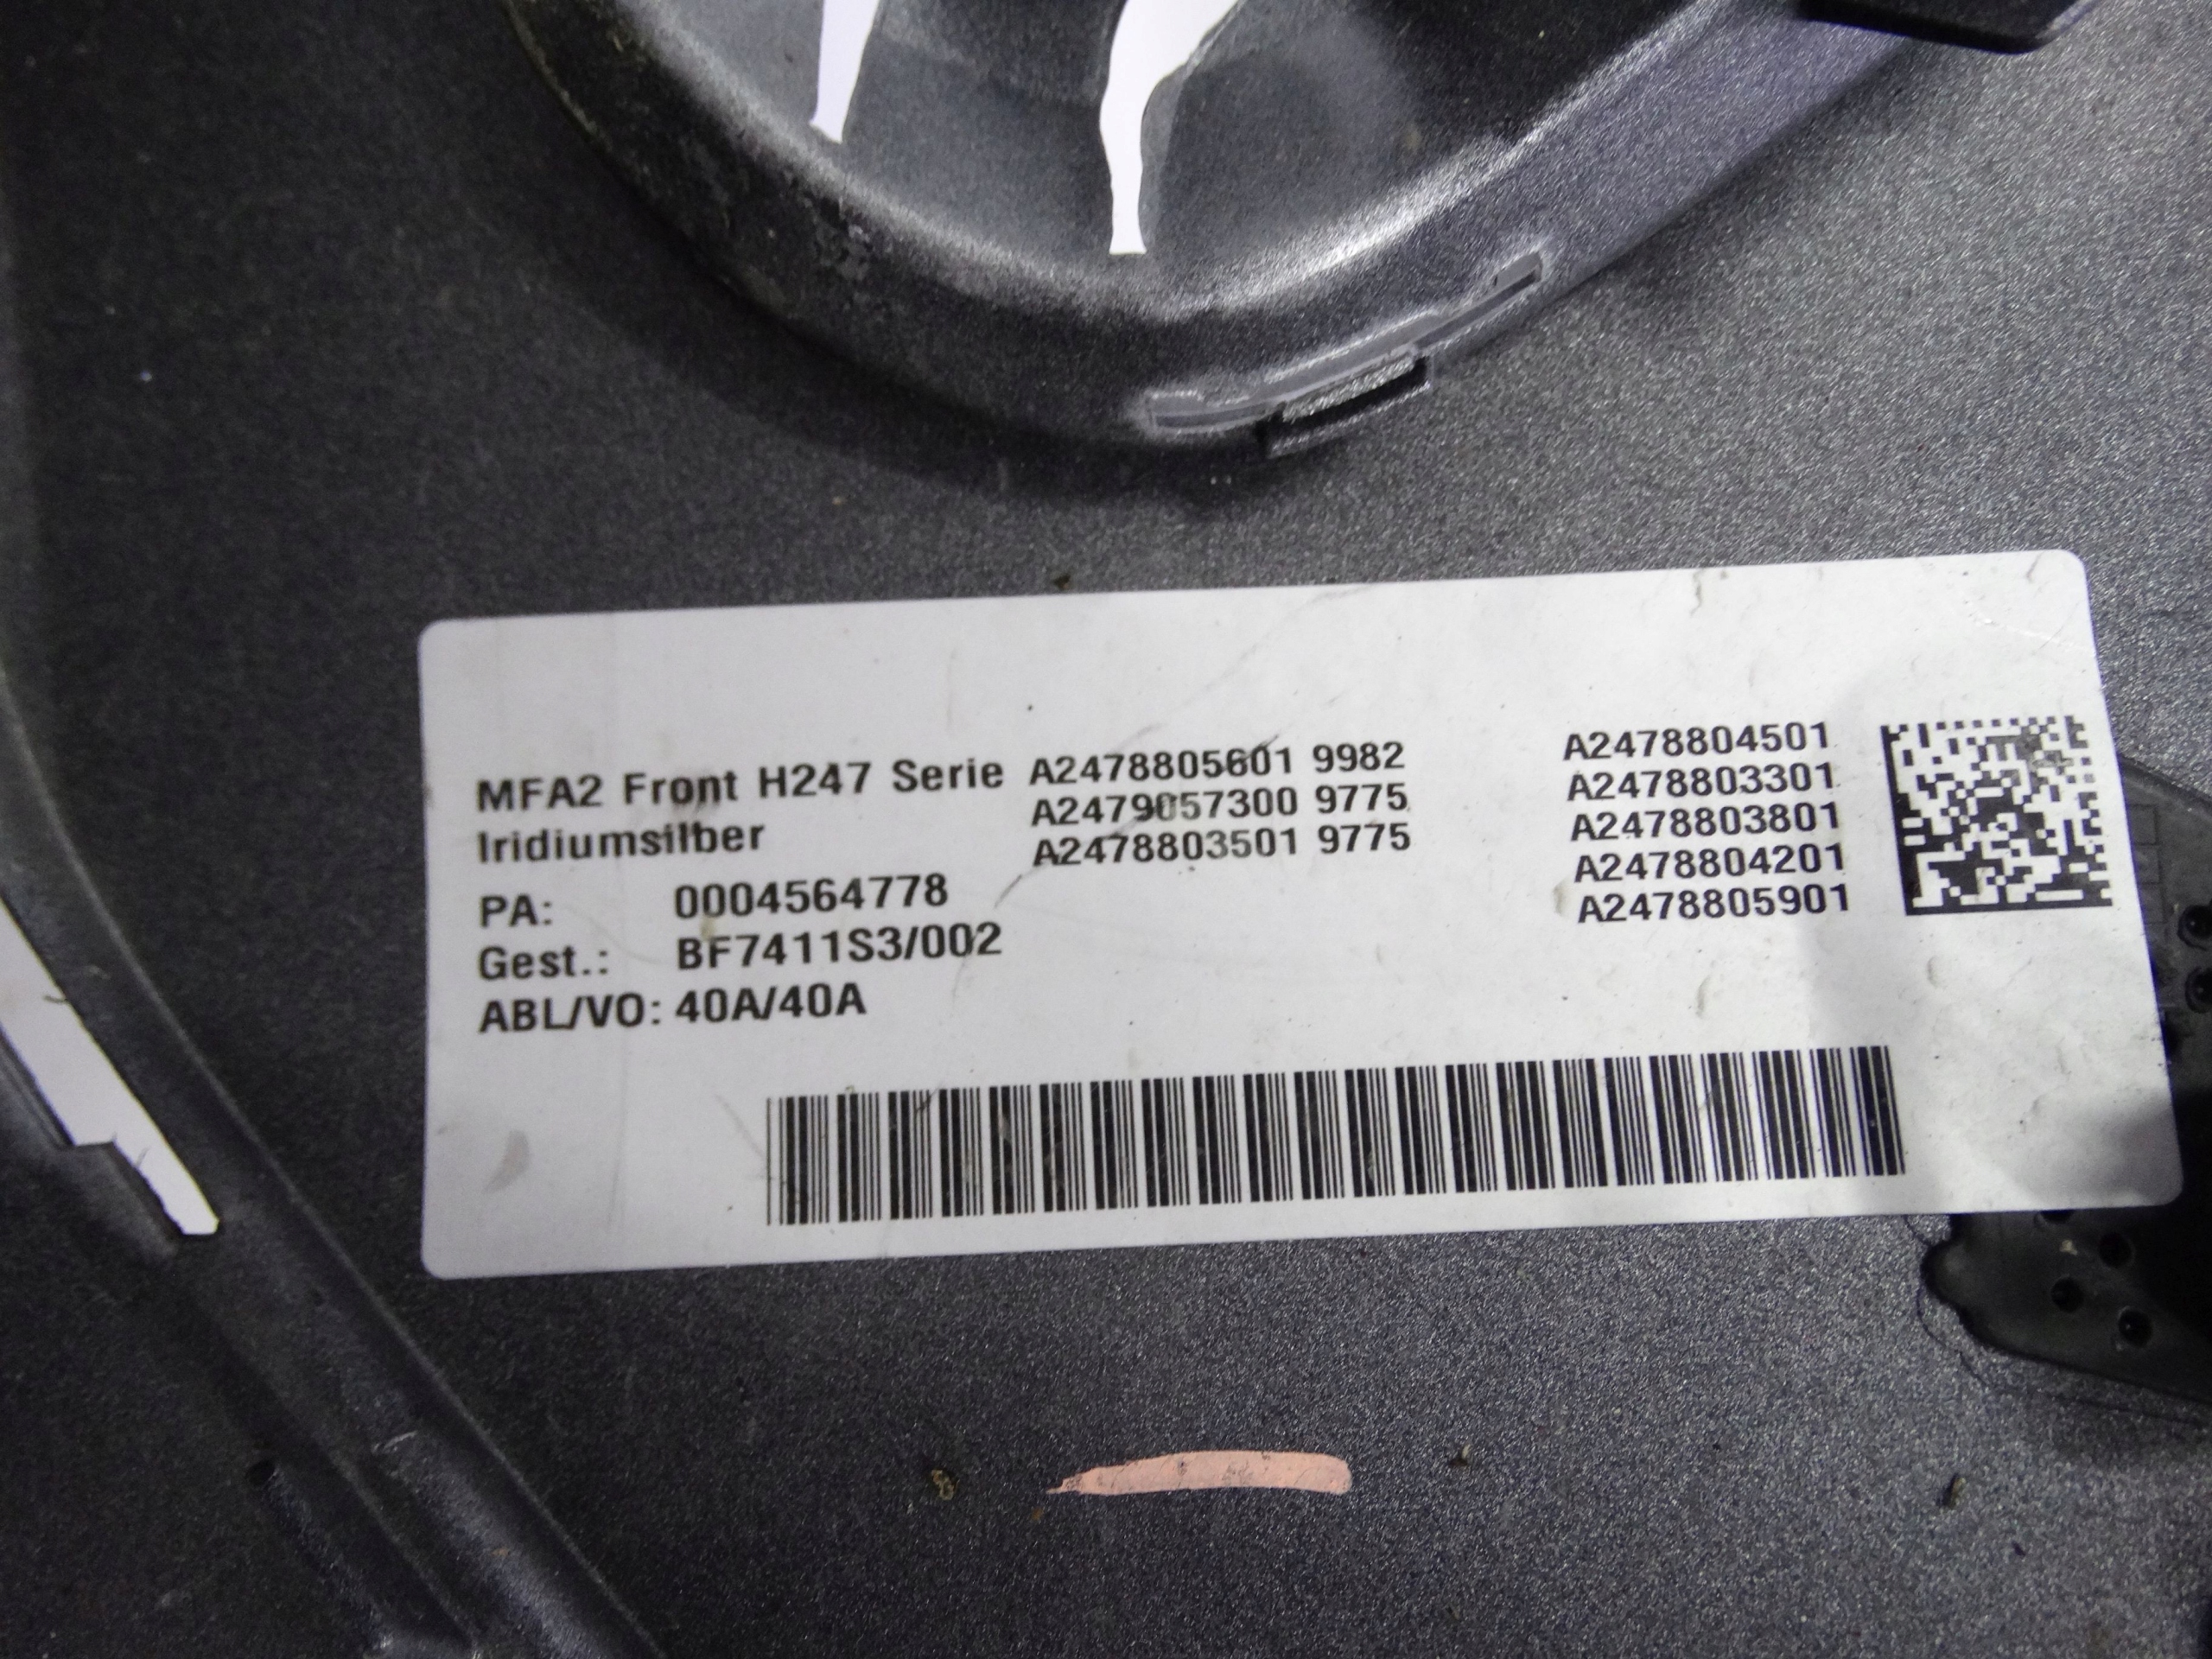 MFA2 Front H247 Serie A2478805601 9982 A2478804501
Iridiumsilber A2479057300 9775 A2478803301
A2478803501 9775 A2478803801
PA: 0004564778 A2478804201
Gest.: BF7411S3/002 A2478805901
ABL/VO: 40A/40A